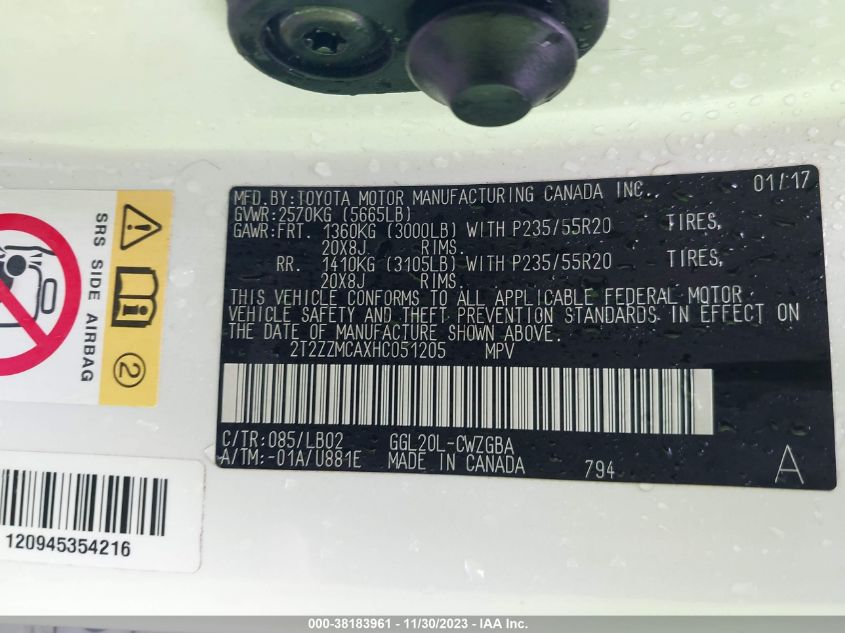 MFD.BY:TOYOTA MOTOR MANUFACTURING CANADA INC. 01/17
GVWR:2570KG (5665LB)
GAWR:FRT. 1360KG (3000LB) WITH P235/55R20 TIRES,
20X8J RIMS.
RR. 1410KG (3105LB) WITH P235/55R20 TIRES,
20X8J RIMS.
THIS VEHICLE CONFORMS TO ALL APPLICABLE FEDERAL MOTOR
VEHICLE SAFETY AND THEFT PREVENTION STANDARDS IN EFFECT ON
THE DATE OF MANUFACTURE SHOWN ABOVE.
2T2ZZMCAXHC051205 MPV
C/TR:085/LB02 GGL20L-CWZGBA
A/TM:-01A/U881E MADE IN CANADA 794 A
SRS SIDE AIRBAG
2
120945354216
000-38183961 - 11/30/2023 - IAA Inc.